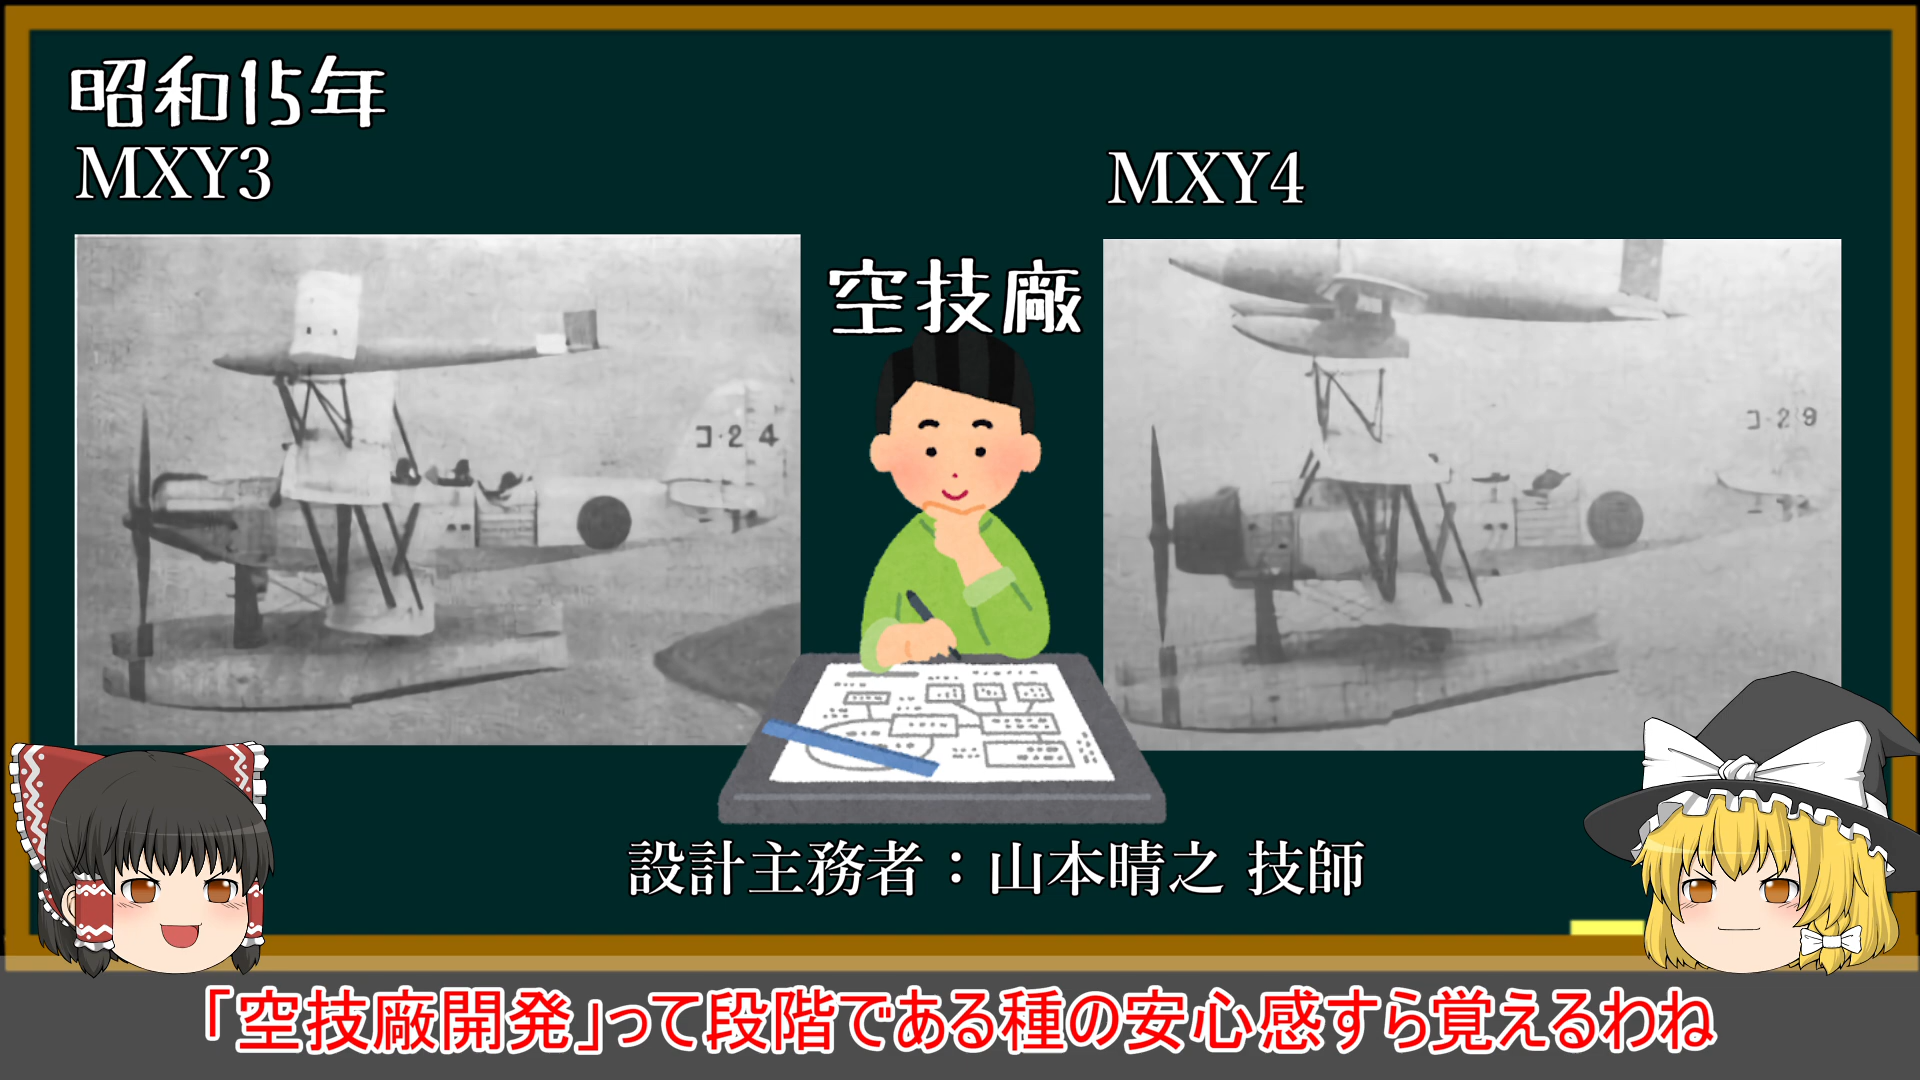 昭和15年
MXY3
MXY4
空技廠
コ-24
コ-29
設計主務者：山本晴之 技師
「空技廠開発」って段階である種の安心感すら覚えるわね